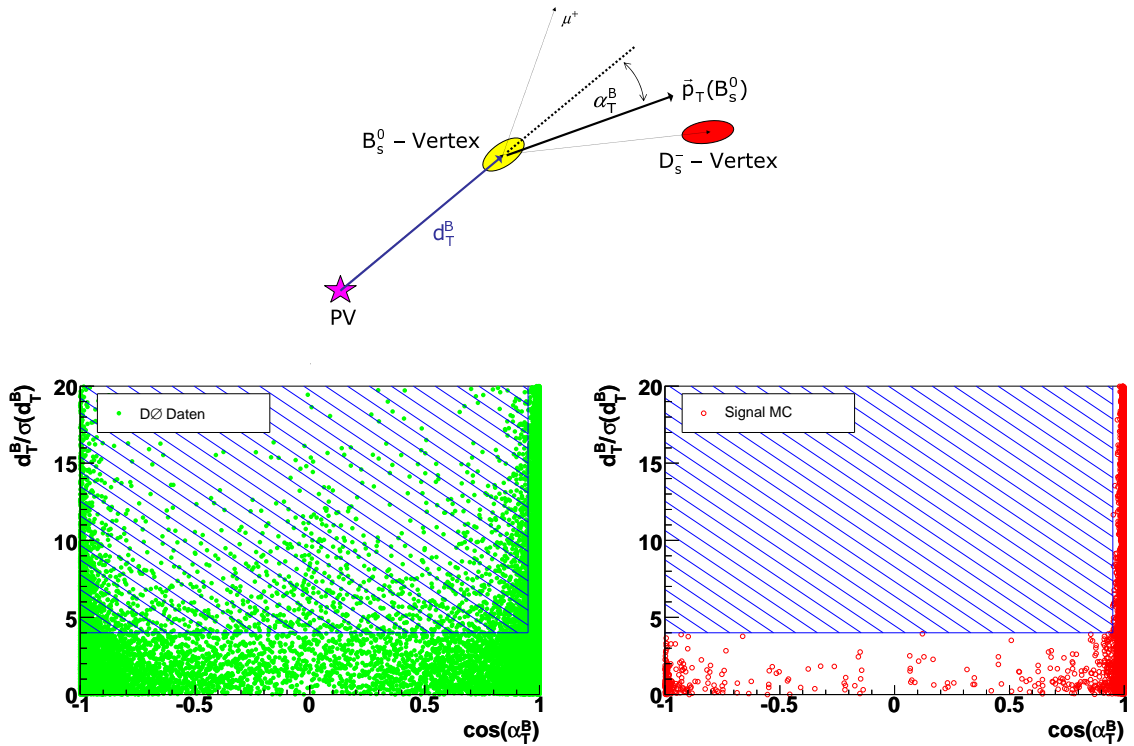 μ⁺
α_T^B
p⃗_T(B_s^0)
B_s^0 – Vertex
D_s^- – Vertex
d_T^B
PV
d_T^B/σ(d_T^B)
20
15
10
5
0
DØ Daten
-1 -0.5 0 0.5 1
cos(α_T^B)
d_T^B/σ(d_T^B)
20
15
10
5
0
Signal MC
-1 -0.5 0 0.5 1
cos(α_T^B)